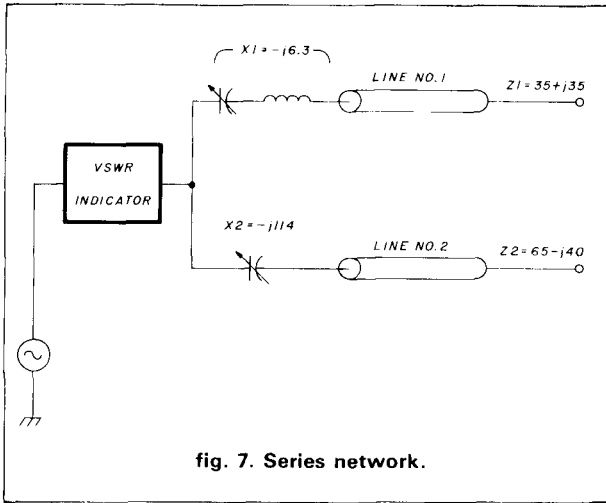 X1 = -j6.3
LINE NO.1
Z1=35+j35
VSWR
INDICATOR
X2=-j114
LINE NO.2
Z2=65-j40
fig. 7. Series network.